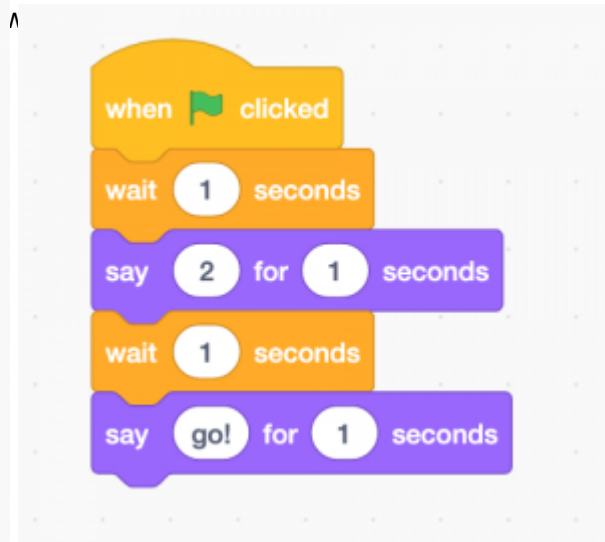 when clicked
wait 1 seconds
say 2 for 1 seconds
wait 1 seconds
say go! for 1 seconds